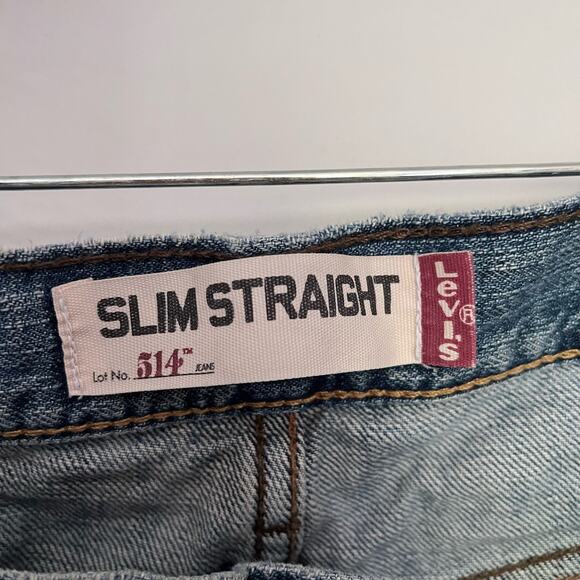 SLIM STRAIGHT
Lot No. 514™ JEANS
Levi's®